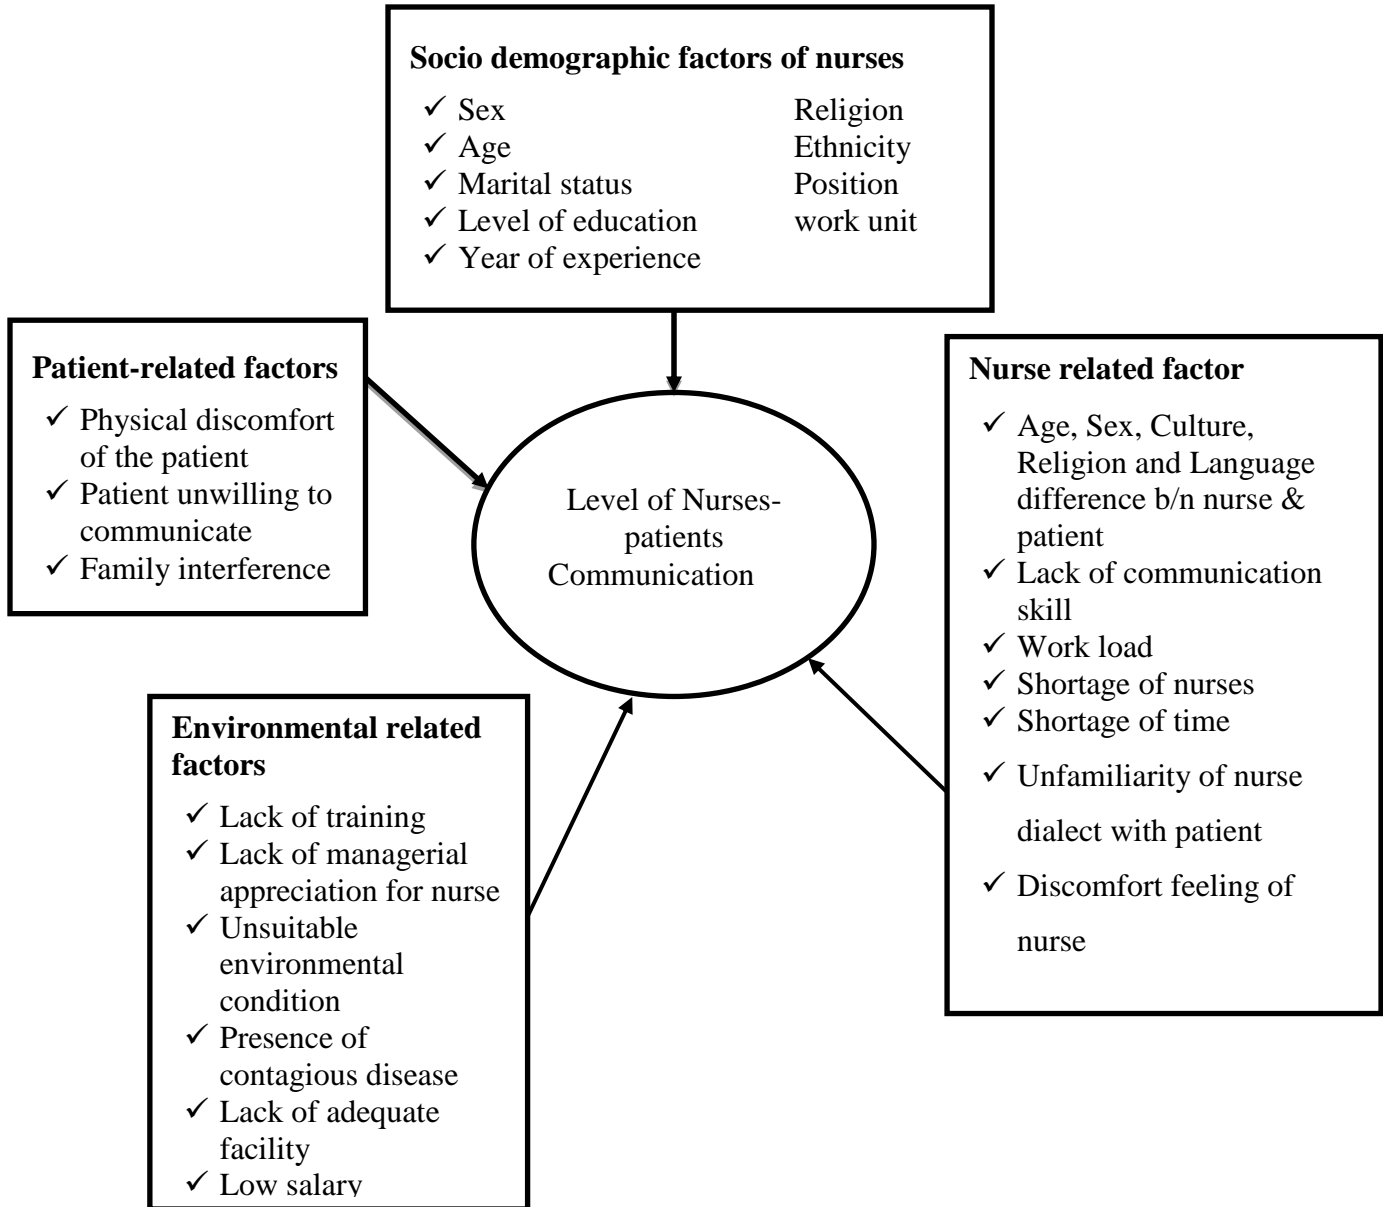 Socio demographic factors of nurses
✓ Sex Religion
✓ Age Ethnicity
✓ Marital status Position
✓ Level of education work unit
✓ Year of experience
Patient-related factors
✓ Physical discomfort
of the patient
✓ Patient unwilling to
communicate
✓ Family interference
Level of Nurses-
patients
Communication
Nurse related factor
✓ Age, Sex, Culture,
Religion and Language
difference b/n nurse &
patient
✓ Lack of communication
skill
✓ Work load
✓ Shortage of nurses
✓ Shortage of time
✓ Unfamiliarity of nurse
dialect with patient
✓ Discomfort feeling of
nurse
Environmental related
factors
✓ Lack of training
✓ Lack of managerial
appreciation for nurse
✓ Unsuitable
environmental
condition
✓ Presence of
contagious disease
✓ Lack of adequate
facility
✓ Low salary